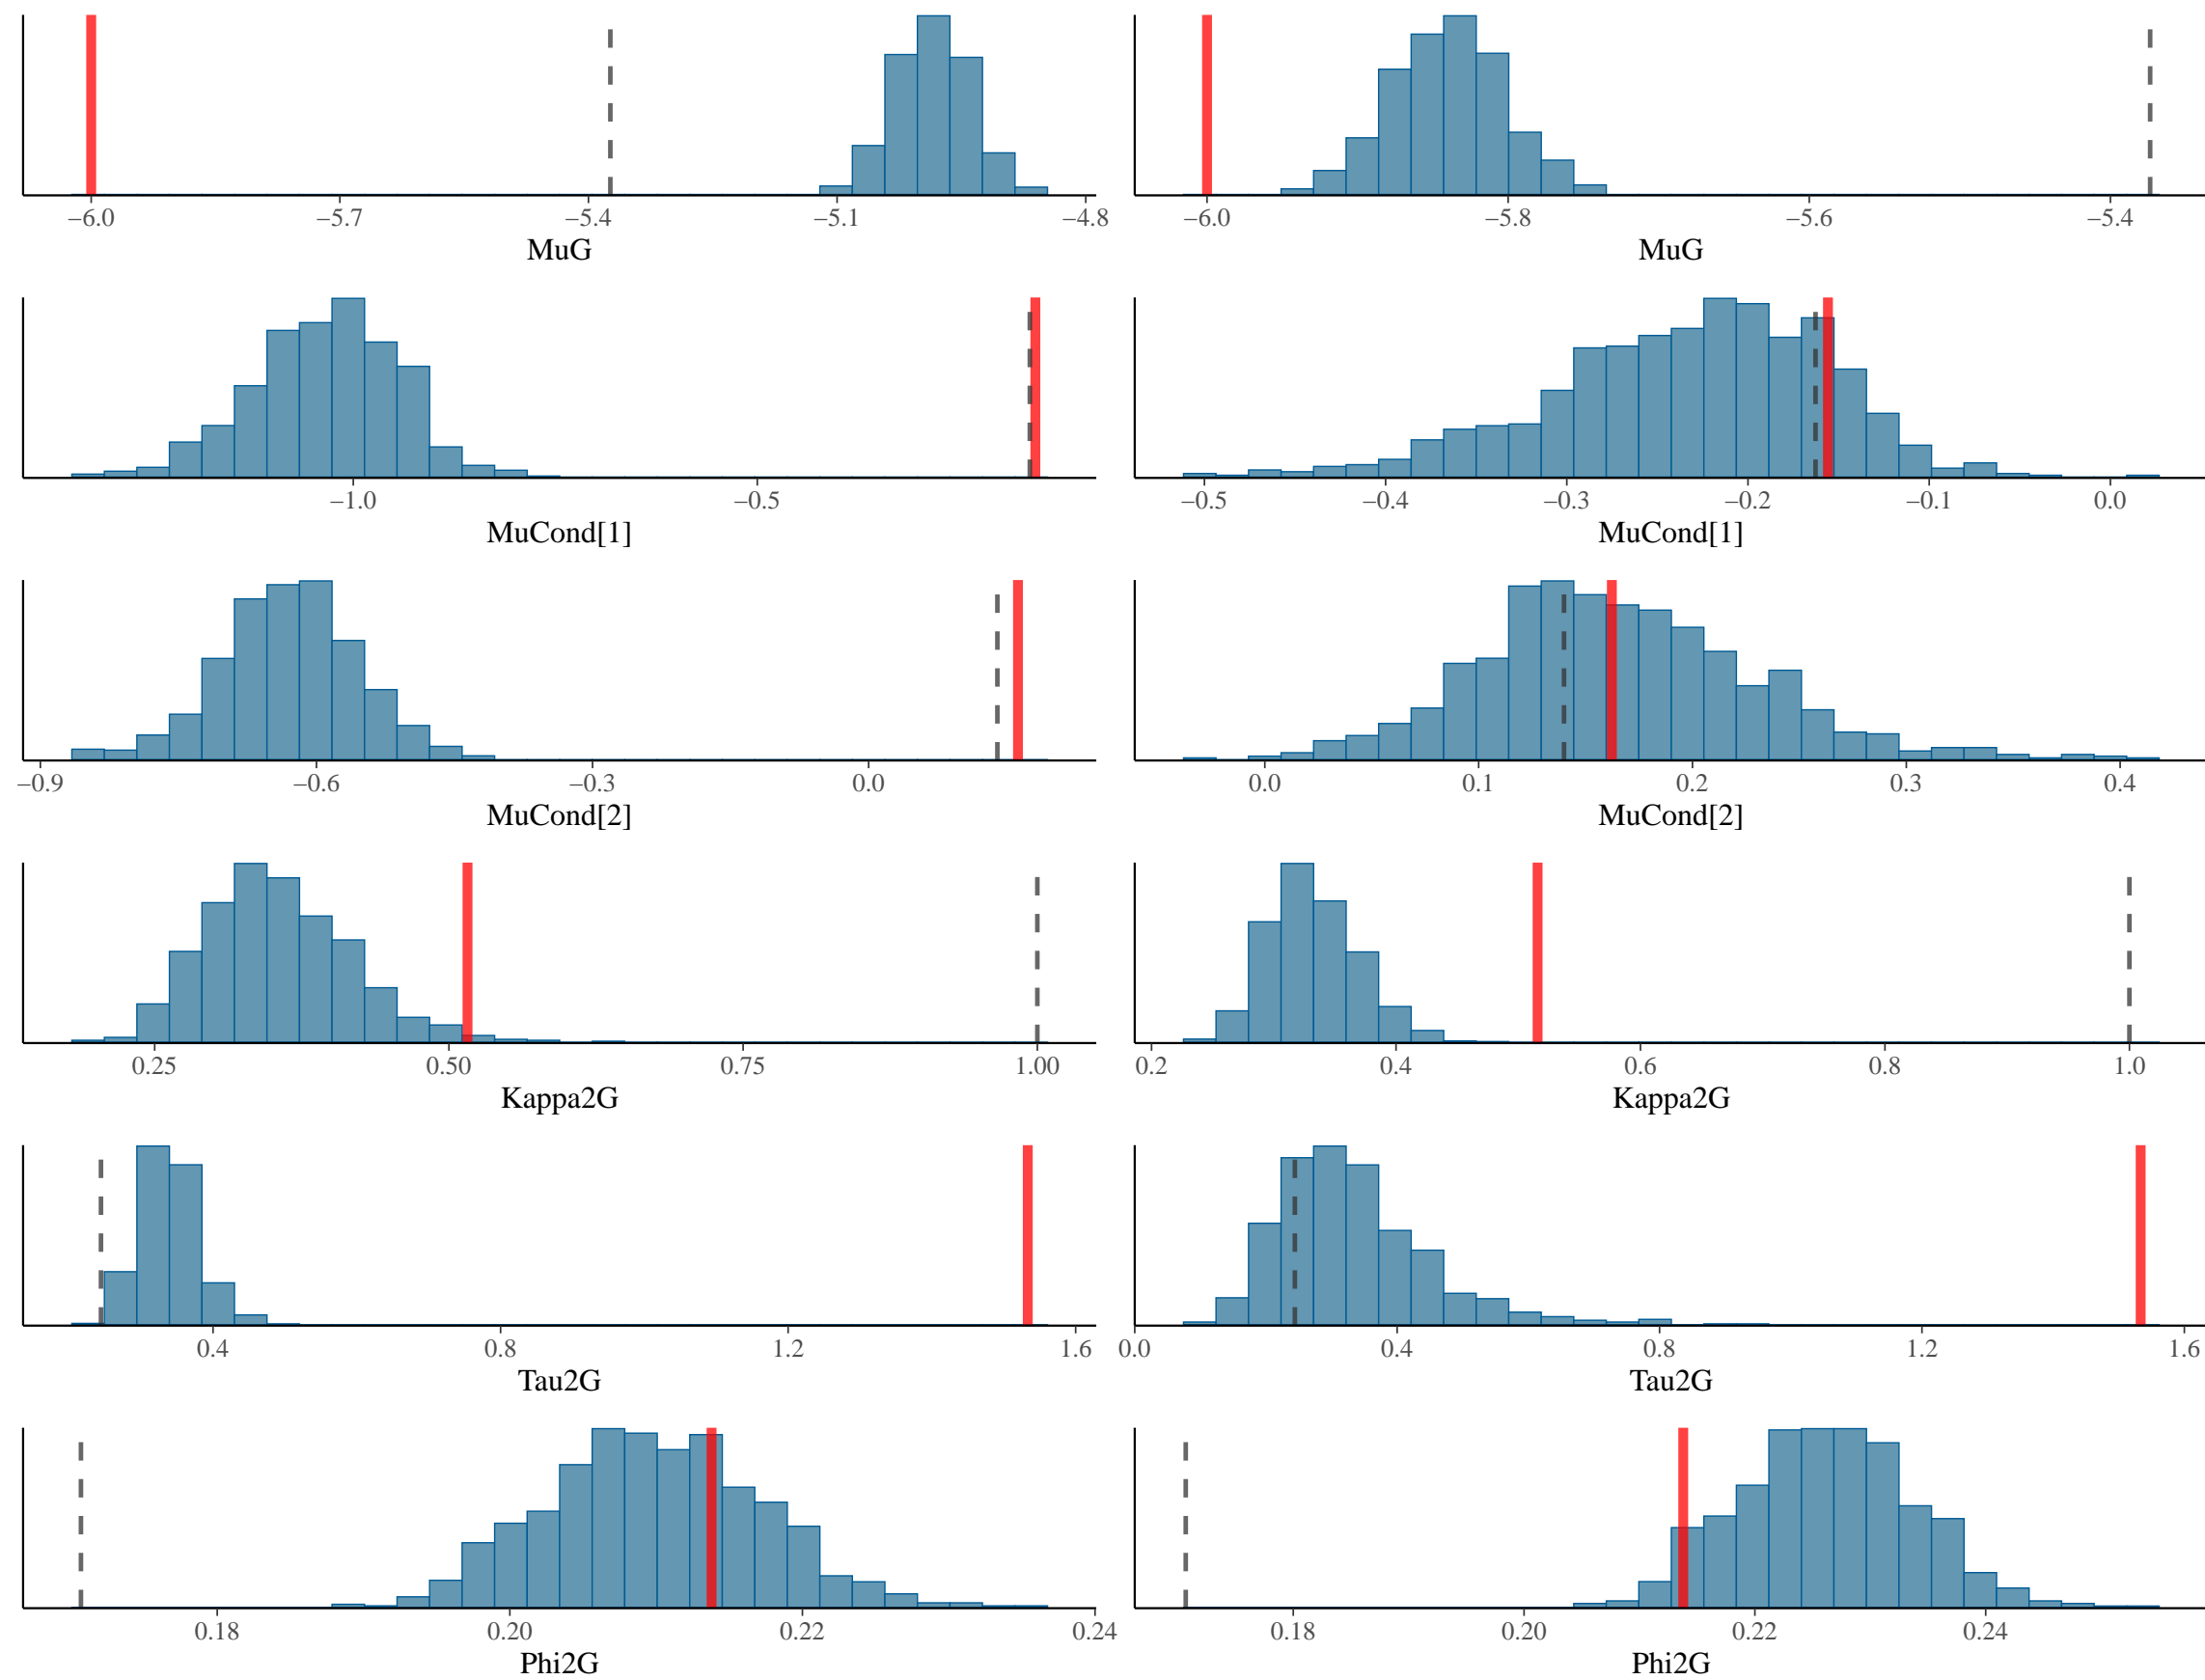 –6.0 –5.7 –5.4 –5.1 –4.8
MuG
–6.0 –5.8 –5.6 –5.4
MuG
–1.0 –0.5
MuCond[1]
–0.5 –0.4 –0.3 –0.2 –0.1 0.0
MuCond[1]
–0.9 –0.6 –0.3 0.0
MuCond[2]
0.0 0.1 0.2 0.3 0.4
MuCond[2]
0.25 0.50 0.75 1.00
Kappa2G
0.2 0.4 0.6 0.8 1.0
Kappa2G
0.4 0.8 1.2 1.6
Tau2G
0.0 0.4 0.8 1.2 1.6
Tau2G
0.18 0.20 0.22 0.24
Phi2G
0.18 0.20 0.22 0.24
Phi2G